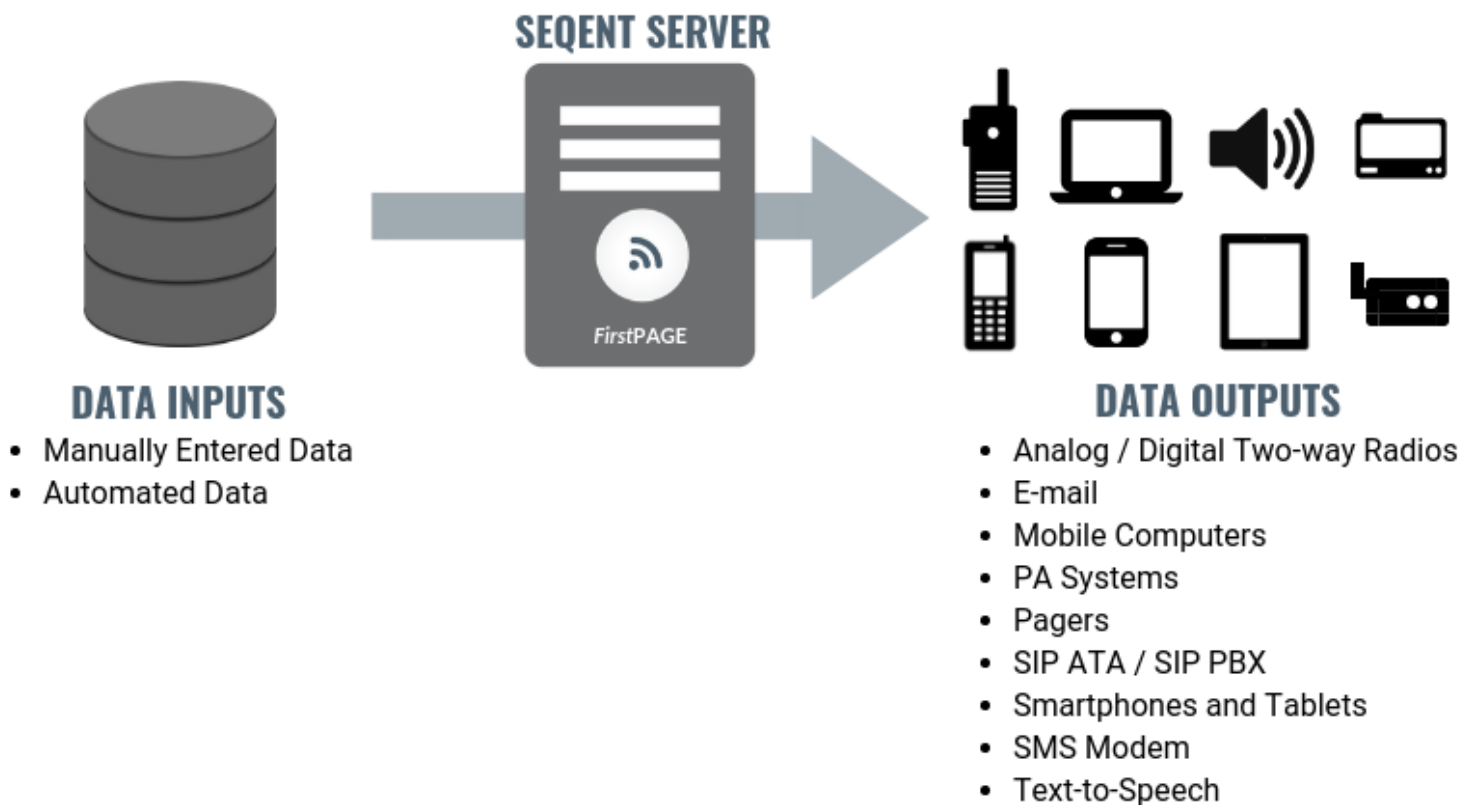 SEQENT SERVER
FirstPAGE
DATA INPUTS
• Manually Entered Data
• Automated Data
DATA OUTPUTS
• Analog / Digital Two-way Radios
• E-mail
• Mobile Computers
• PA Systems
• Pagers
• SIP ATA / SIP PBX
• Smartphones and Tablets
• SMS Modem
• Text-to-Speech